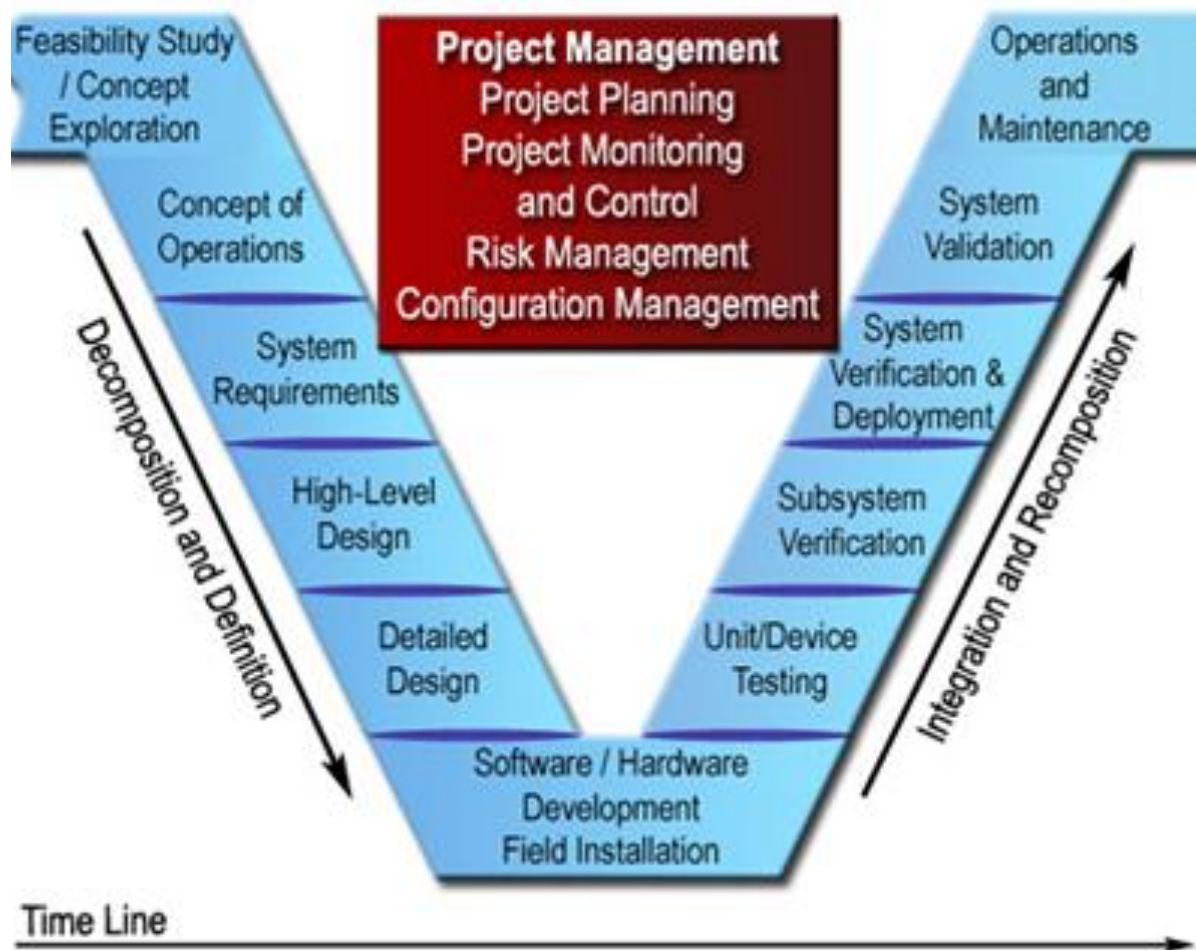 Feasibility Study
/ Concept
Exploration
Concept of
Operations
System
Requirements
High-Level
Design
Detailed
Design
Software / Hardware
Development
Field Installation
Unit/Device
Testing
Subsystem
Verification
System
Verification &
Deployment
System
Validation
Operations
and
Maintenance
Project Management
Project Planning
Project Monitoring
and Control
Risk Management
Configuration Management
Decomposition and Definition
Integration and Recomposition
Time Line